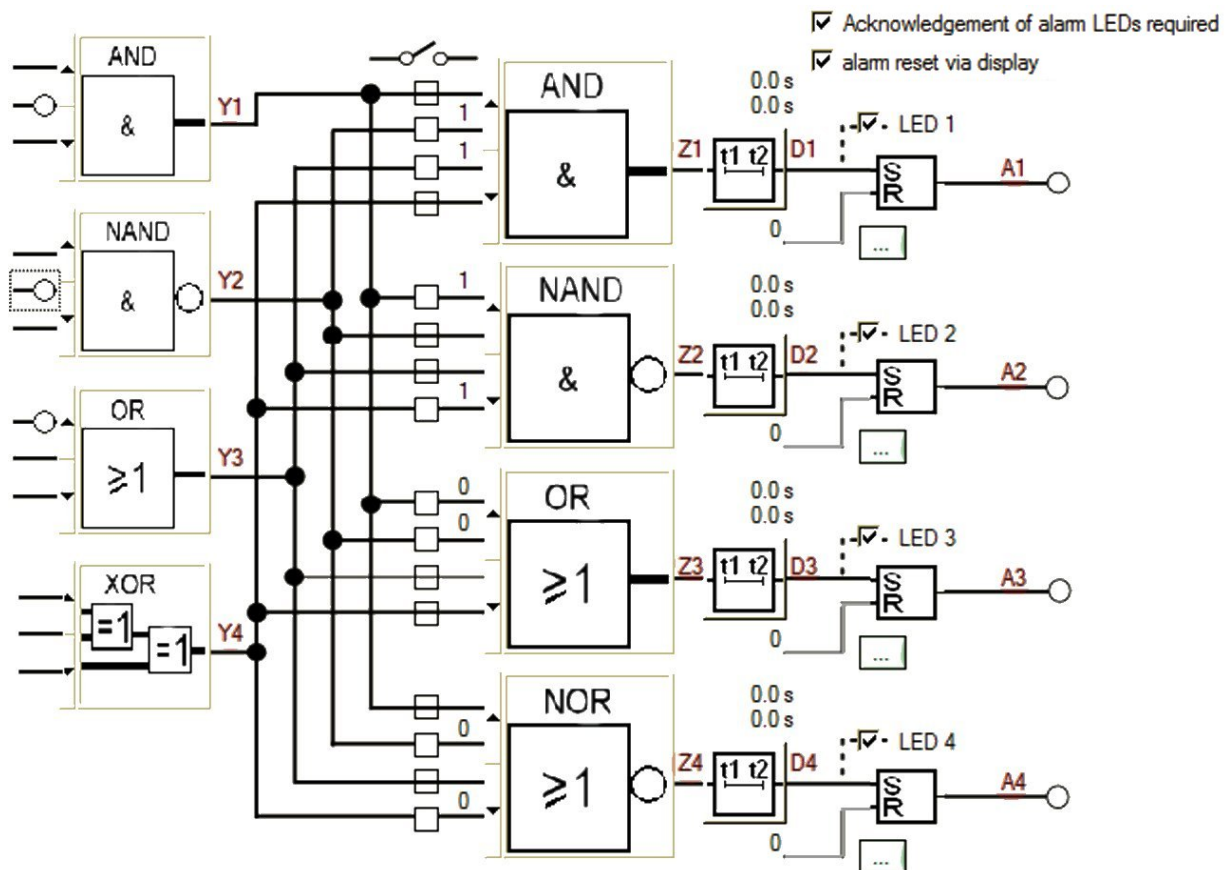 Acknowledgement of alarm LEDs required
alarm reset via display
AND
&
Y1
1
1
AND
&
Z1
0.0 s
0.0 s
t1 t2
D1
LED 1
S
R
A1
0
...
NAND
&
Y2
1
1
NAND
&
Z2
0.0 s
0.0 s
t1 t2
D2
LED 2
S
R
A2
0
...
OR
≥1
Y3
0
0
OR
≥1
Z3
0.0 s
0.0 s
t1 t2
D3
LED 3
S
R
A3
0
...
XOR
=1
=1
Y4
0
0
NOR
≥1
Z4
0.0 s
0.0 s
t1 t2
D4
LED 4
S
R
A4
0
...